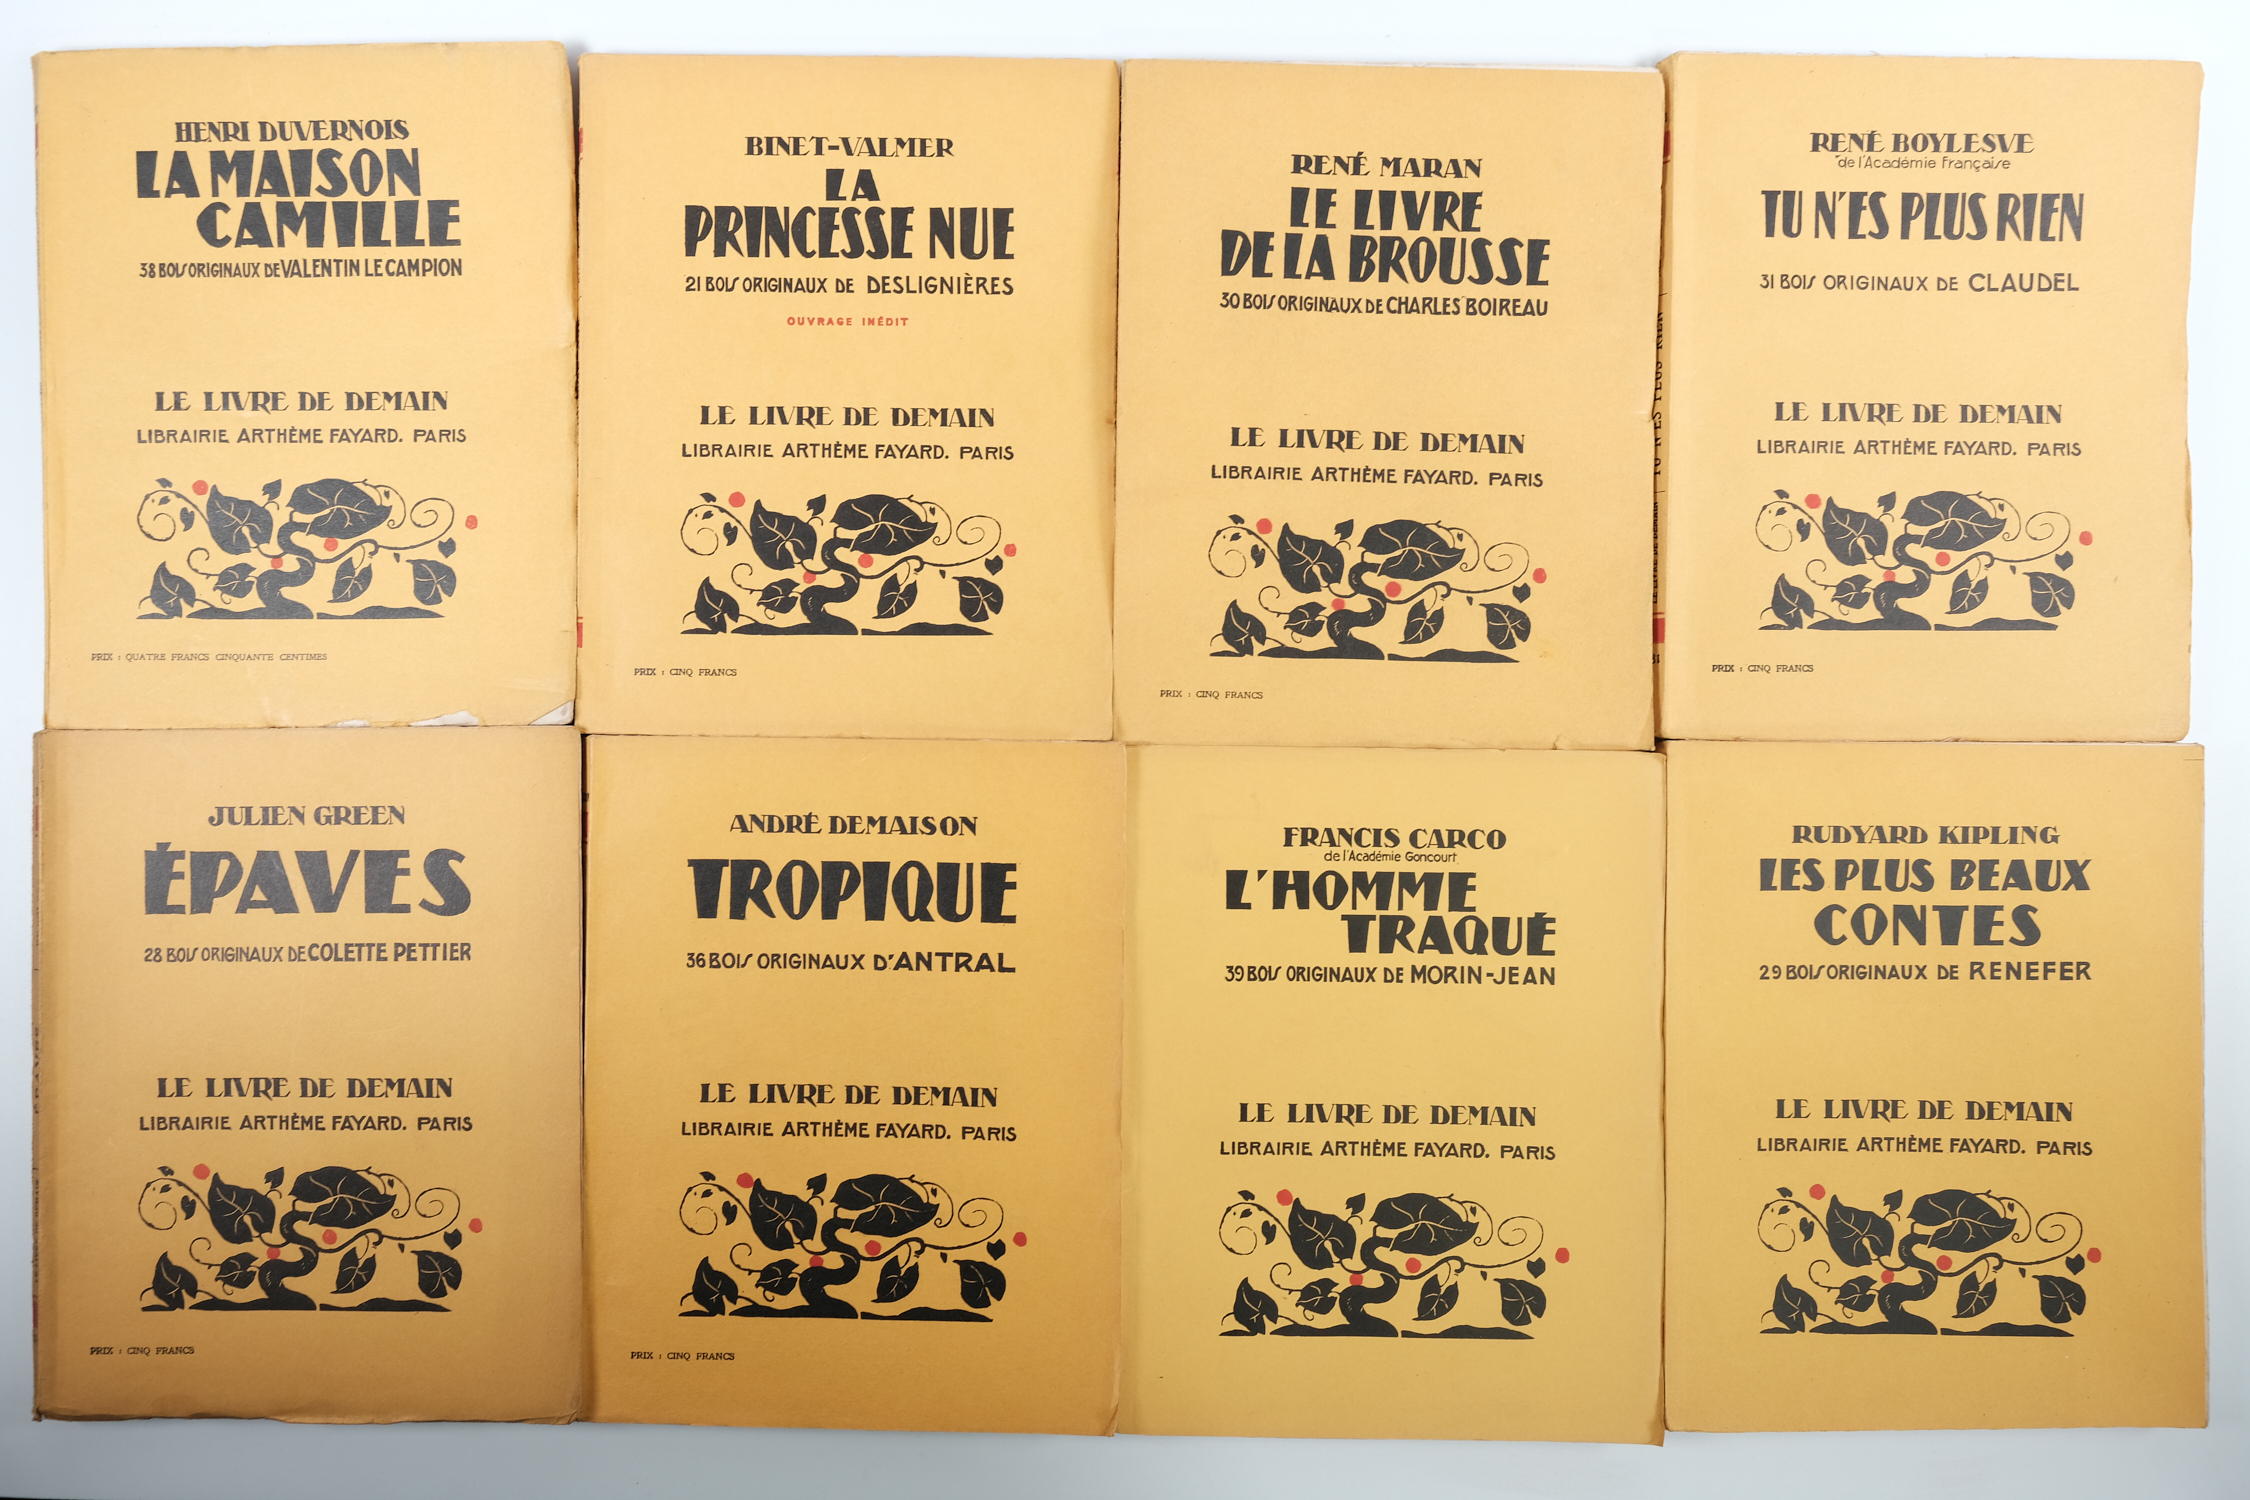 HENRI DUVERNOIS
LA MAISON
CAMILLE
38 BOIS ORIGINAUX DE VALENTIN LE CAMPION
LE LIVRE DE DEMAIN
LIBRAIRIE ARTHÈME FAYARD. PARIS
PRIX : QUATRE FRANCS CINQUANTE CENTIMES
BINET-VALMER
LA
PRINCESSE NUE
21 BOIS ORIGINAUX DE DESLIGNIÈRES
OUVRAGE INÉDIT
LE LIVRE DE DEMAIN
LIBRAIRIE ARTHÈME FAYARD. PARIS
PRIX : CINQ FRANCS
RENÉ MARAN
LE LIVRE
DE LA BROUSSE
30 BOIS ORIGINAUX DE CHARLES BOIREAU
LE LIVRE DE DEMAIN
LIBRAIRIE ARTHÈME FAYARD. PARIS
PRIX : CINQ FRANCS
TU N'ES PLUS RIEN
LE LIVRE DE DEMAIN
RENÉ BOYLESVE
de l'Académie Française
TU N'ES PLUS RIEN
31 BOIS ORIGINAUX DE CLAUDEL
LE LIVRE DE DEMAIN
LIBRAIRIE ARTHÈME FAYARD. PARIS
PRIX : CINQ FRANCS
JULIEN GREEN
ÉPAVES
28 BOIS ORIGINAUX DE COLETTE PETTIER
LE LIVRE DE DEMAIN
LIBRAIRIE ARTHÈME FAYARD. PARIS
PRIX : CINQ FRANCS
ANDRÉ DEMAISON
TROPIQUE
36 BOIS ORIGINAUX D'ANTRAL
LE LIVRE DE DEMAIN
LIBRAIRIE ARTHÈME FAYARD. PARIS
PRIX : CINQ FRANCS
FRANCIS CARCO
de l'Académie Goncourt
L'HOMME
TRAQUÉ
39 BOIS ORIGINAUX DE MORIN-JEAN
LE LIVRE DE DEMAIN
LIBRAIRIE ARTHÈME FAYARD. PARIS
RUDYARD KIPLING
LES PLUS BEAUX
CONTES
29 BOIS ORIGINAUX DE RENEFER
LE LIVRE DE DEMAIN
LIBRAIRIE ARTHÈME FAYARD. PARIS